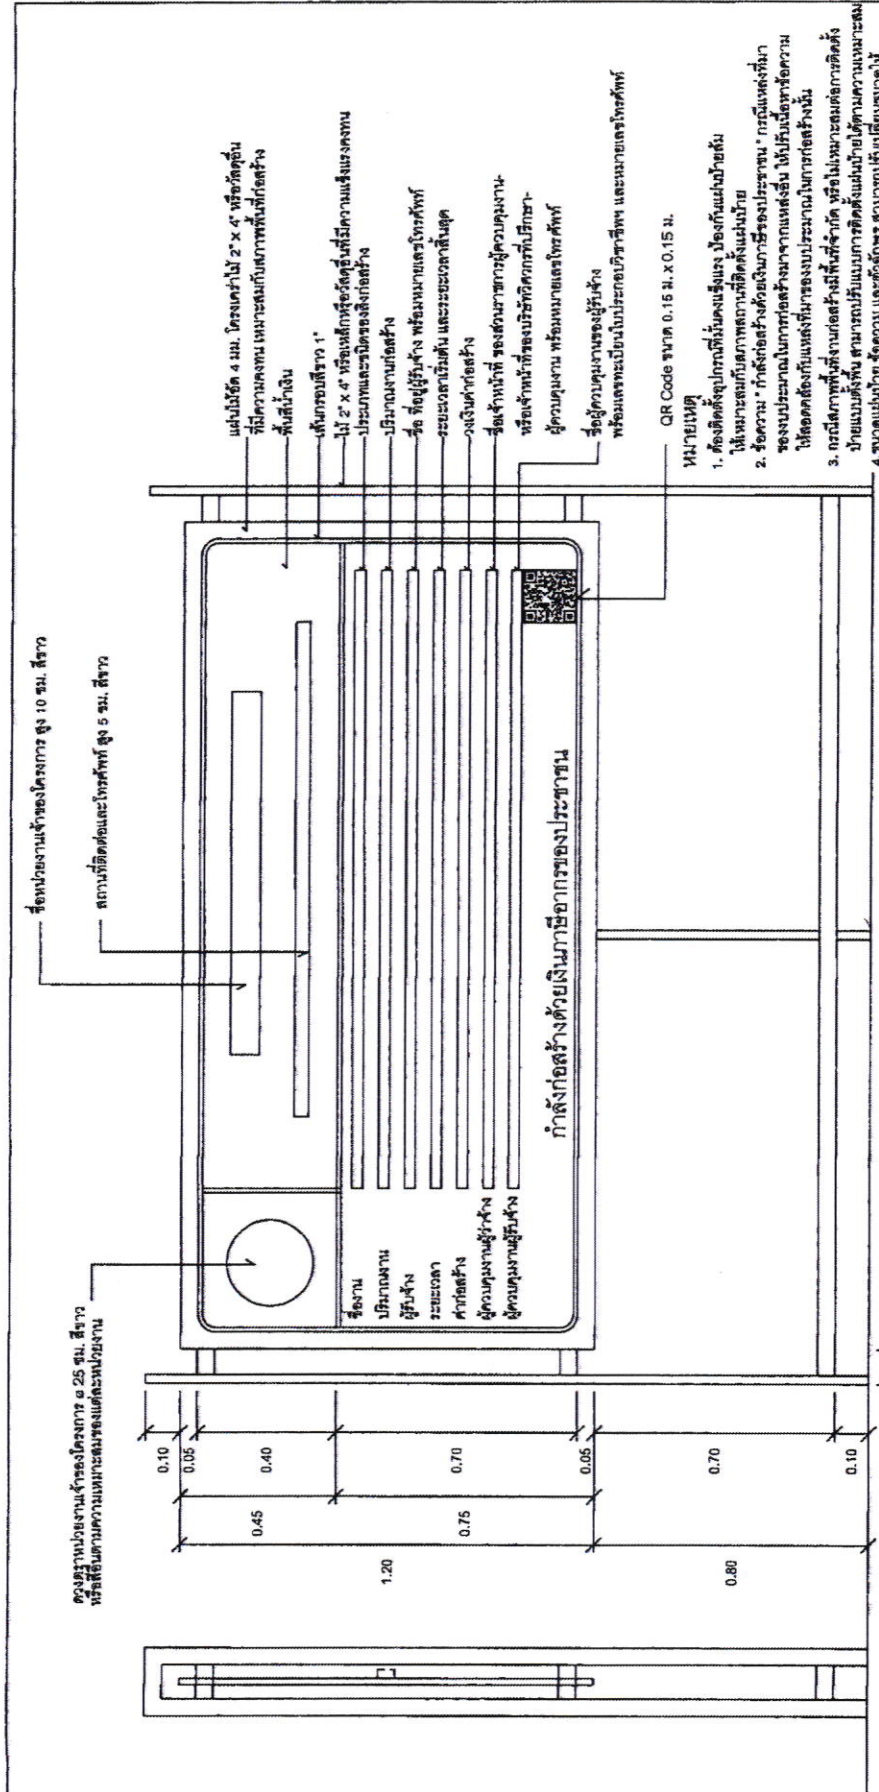 ชื่อหน่วยงานเจ้าของโครงการ สูง 10 ซม. สีขาว
สถานที่ติดต่อและโทรศัพท์ สูง 5 ซม. สีขาว
ดวงตราหน่วยงานเจ้าของโครงการ ø 25 ซม. สีขาว
หรือสีอื่นตามความเหมาะสมของแต่ละหน่วยงาน
แผ่นไม้อัด 4 มม. โครงเคร่าไม้ 2" x 4" หรือวัสดุอื่น
ที่มีความคงทน เหมาะสมกับสภาพพื้นที่ก่อสร้าง
พื้นสีน้ำเงิน
เส้นกรอบสีขาว 1"
ไม้ 2" x 4" หรือเหล็กหรือวัสดุอื่นที่มีความแข็งแรงคงทน
ประเภทและชนิดของสิ่งก่อสร้าง
ปริมาณงานก่อสร้าง
ชื่อ ที่อยู่ผู้รับจ้าง พร้อมหมายเลขโทรศัพท์
ระยะเวลาเริ่มต้น และระยะเวลาสิ้นสุด
วงเงินค่าก่อสร้าง
ชื่อเจ้าหน้าที่ ของส่วนราชการผู้ควบคุมงาน-
หรือเจ้าหน้าที่ของบริษัทวิศวกรที่ปรึกษา-
ผู้ควบคุมงาน พร้อมหมายเลขโทรศัพท์
ชื่อผู้ควบคุมงานของผู้รับจ้าง
พร้อมเลขทะเบียนใบประกอบวิชาชีพฯ และหมายเลขโทรศัพท์
QR Code ขนาด 0.15 ม. x 0.15 ม.
ชื่องาน
ปริมาณงาน
ผู้รับจ้าง
ระยะเวลา
ค่าก่อสร้าง
ผู้ควบคุมงานผู้ว่าจ้าง
ผู้ควบคุมงานผู้รับจ้าง
กำลังก่อสร้างด้วยเงินภาษีอากรของประชาชน
0.10
0.05
0.40
0.70
0.05
0.70
0.10
0.45
0.75
1.20
0.80
หมายเหตุ
1. ต้องติดตั้งอุปกรณ์ที่มั่นคงแข็งแรง ป้องกันแผ่นป้ายล้ม
ให้เหมาะสมกับสภาพสถานที่ติดตั้งแผ่นป้าย
2. ข้อความ " กำลังก่อสร้างด้วยเงินภาษีของประชาชน " กรณีแหล่งที่มา
ของงบประมาณในการก่อสร้างมาจากแหล่งอื่น ให้ปรับเนื้อหาข้อความ
ให้สอดคล้องกับแหล่งที่มาของงบประมาณในการก่อสร้างนั้น
3. กรณีสภาพพื้นที่งานก่อสร้างมีพื้นที่จำกัด หรือไม่เหมาะสมต่อการติดตั้ง
ป้ายแบบตั้งพื้น สามารถปรับแบบการติดตั้งแผ่นป้ายได้ตามความเหมาะสม
4. ขนาดแผ่นป้าย ข้อความ และตัวอักษร สามารถปรับเปลี่ยนขนาดได้